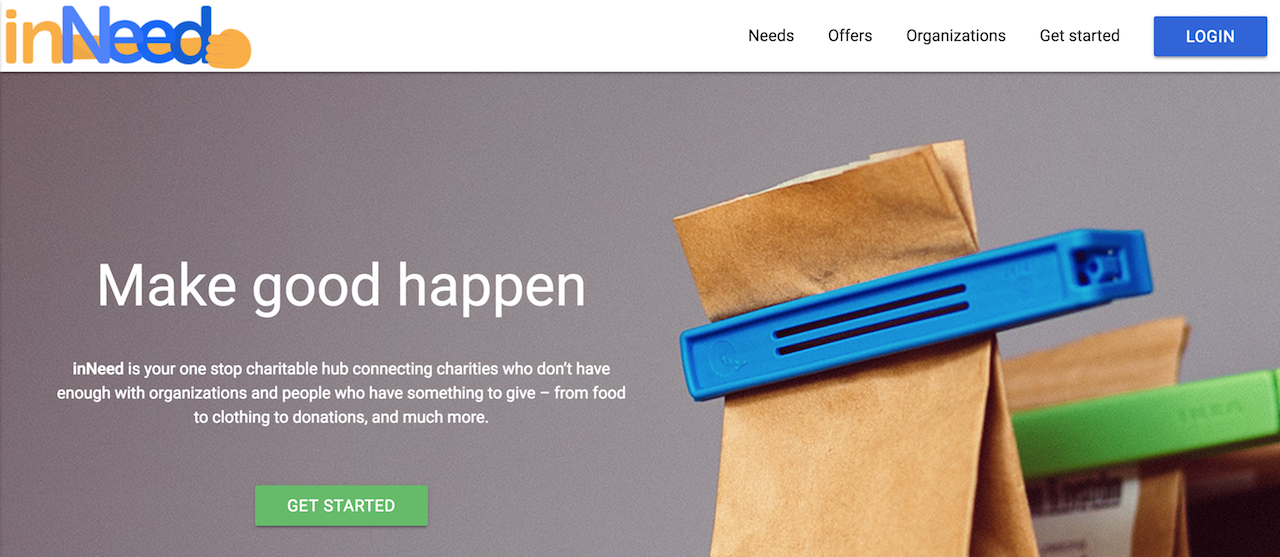 inNeed
Needs Offers Organizations Get started LOGIN
Make good happen
inNeed is your one stop charitable hub connecting charities who don’t have
enough with organizations and people who have something to give – from food
to clothing to donations, and much more.
GET STARTED
IKEA